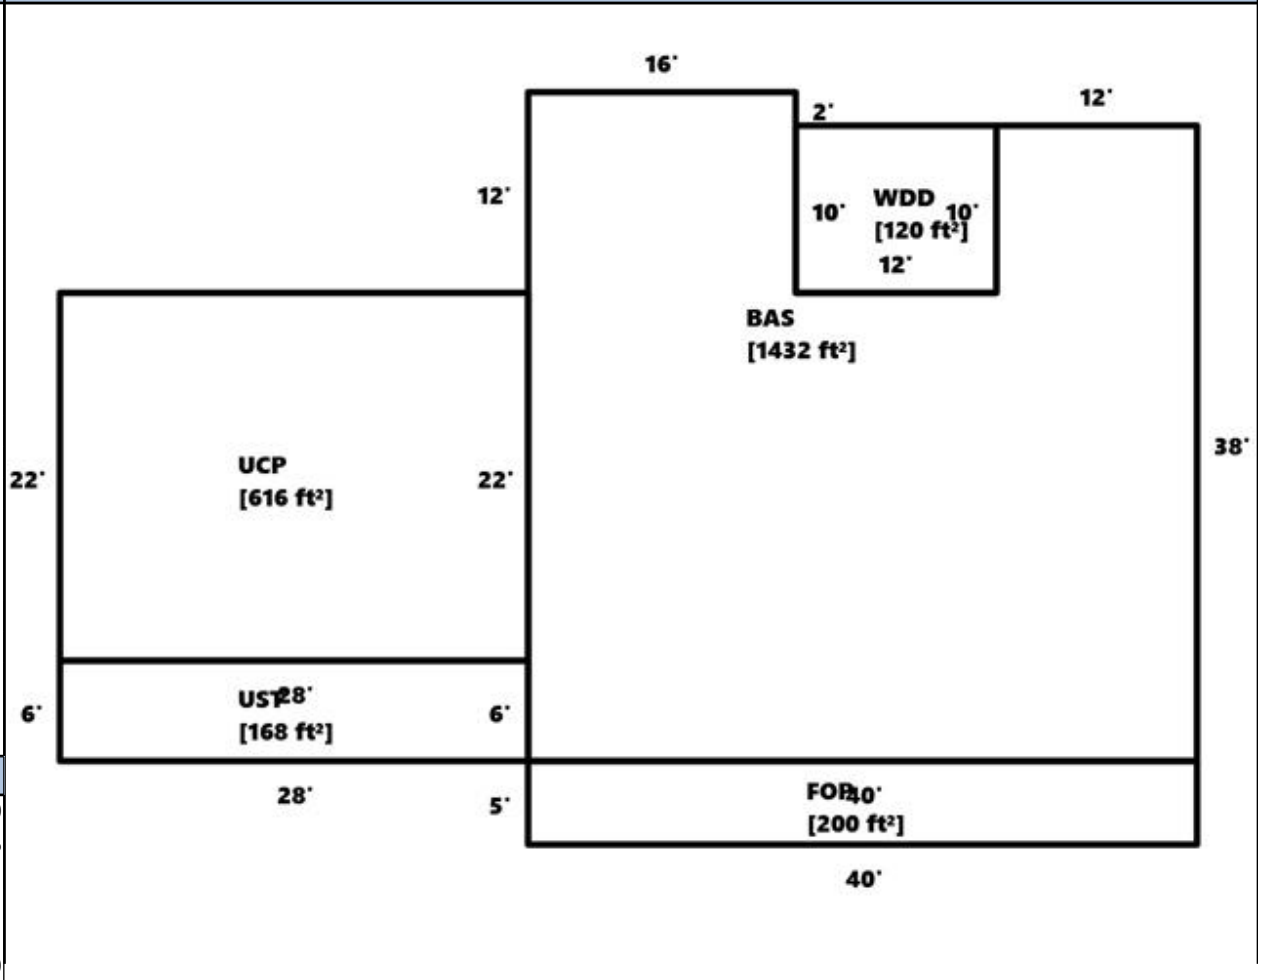 16'
2'
12'
12'
10'
WDD
10'
[120 ft²]
12'
BAS
[1432 ft²]
38'
22'
UCP
[616 ft²]
22'
6'
UST
28'
[168 ft²]
6'
28'
5'
FOP
40'
[200 ft²]
40'